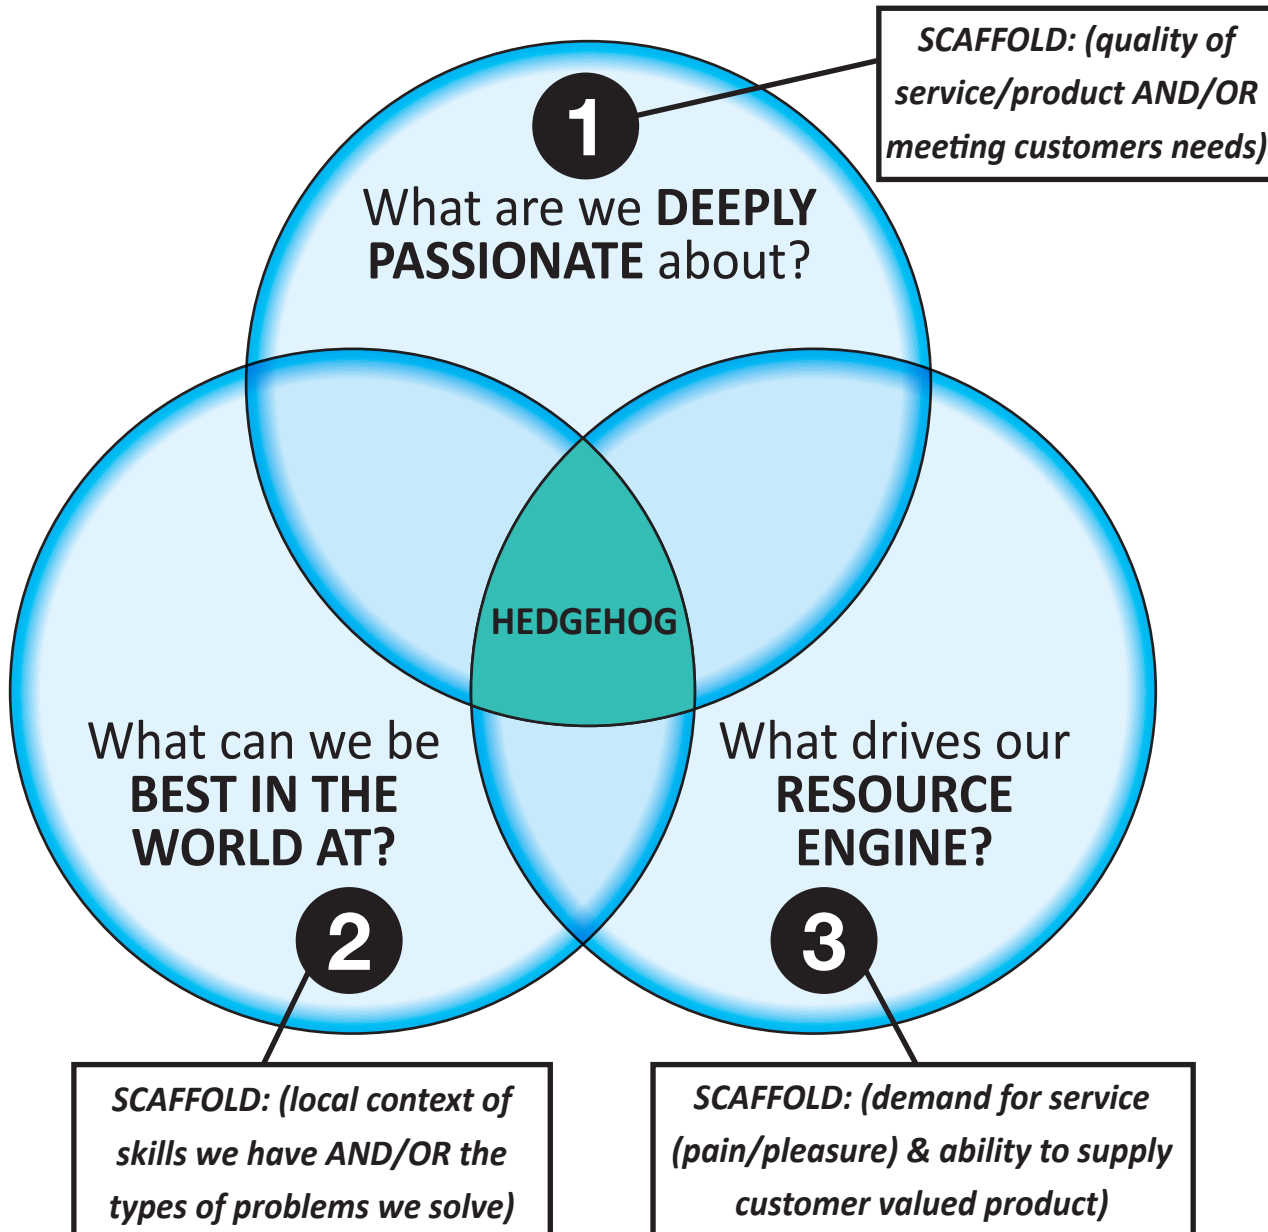 SCAFFOLD: (quality of
service/product AND/OR
meeting customers needs)
1
What are we DEEPLY
PASSIONATE about?
HEDGEHOG
What can we be
BEST IN THE
WORLD AT?
2
What drives our
RESOURCE
ENGINE?
3
SCAFFOLD: (local context of
skills we have AND/OR the
types of problems we solve)
SCAFFOLD: (demand for service
(pain/pleasure) & ability to supply
customer valued product)